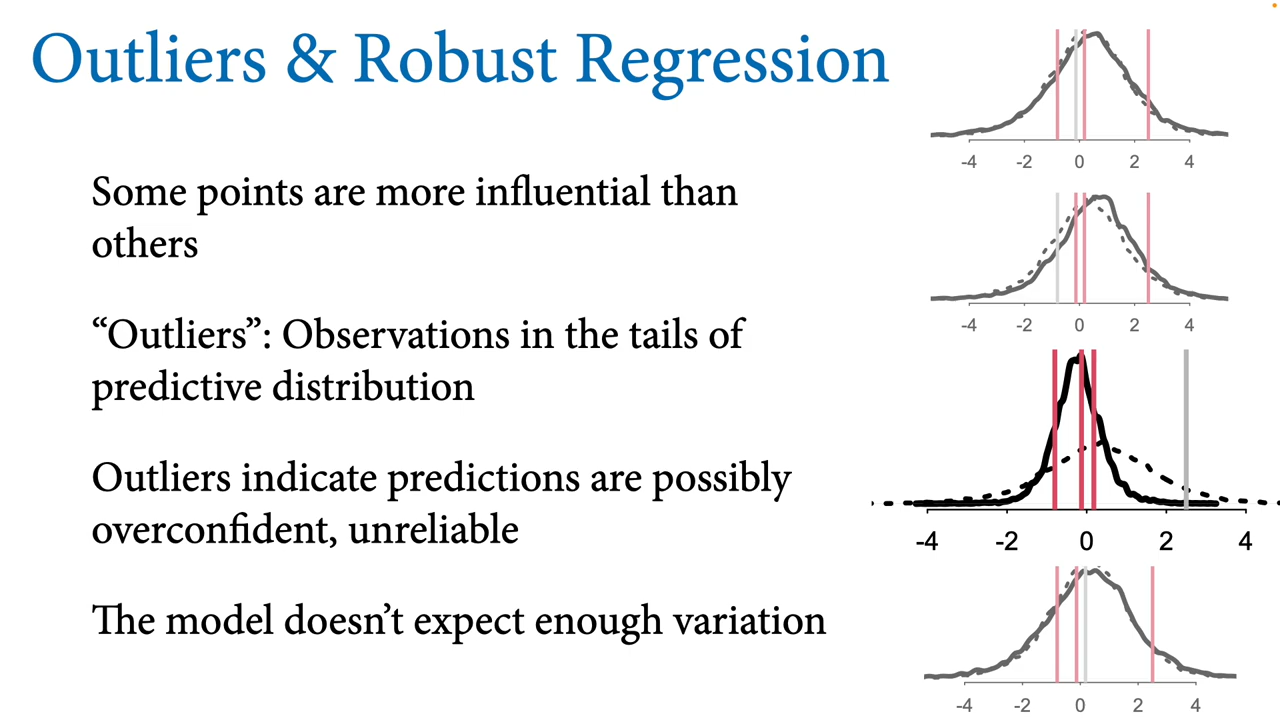 Outliers & Robust Regression
Some points are more influential than
others
“Outliers”: Observations in the tails of
predictive distribution
Outliers indicate predictions are possibly
overconfident, unreliable
The model doesn’t expect enough variation
-4 -2 0 2 4
-4 -2 0 2 4
-4 -2 0 2 4
-4 -2 0 2 4